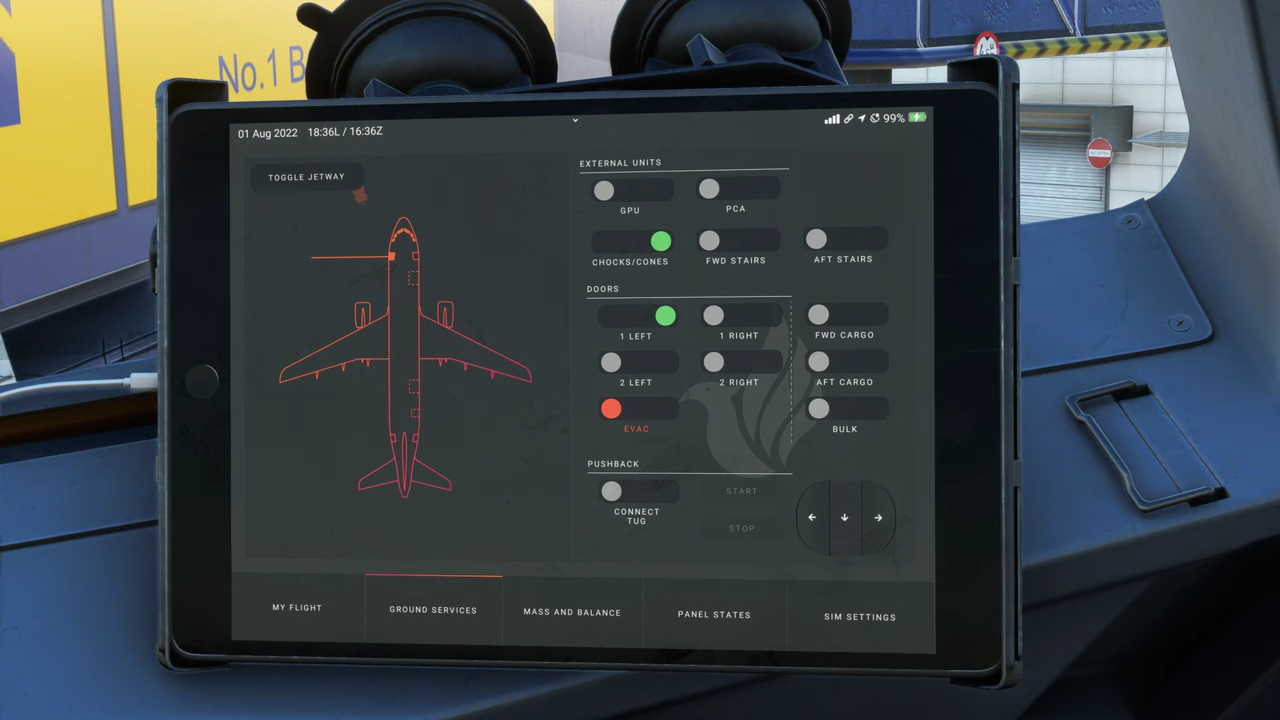 No.1 B
01 Aug 2022 18:36L / 16:36Z
99%
TOGGLE JETWAY
EXTERNAL UNITS
GPU PCA
CHOCKS/CONES FWD STAIRS AFT STAIRS
DOORS
1 LEFT 1 RIGHT FWD CARGO
2 LEFT 2 RIGHT AFT CARGO
EVAC BULK
PUSHBACK
START
CONNECT
TUG
STOP
MY FLIGHT GROUND SERVICES MASS AND BALANCE PANEL STATES SIM SETTINGS